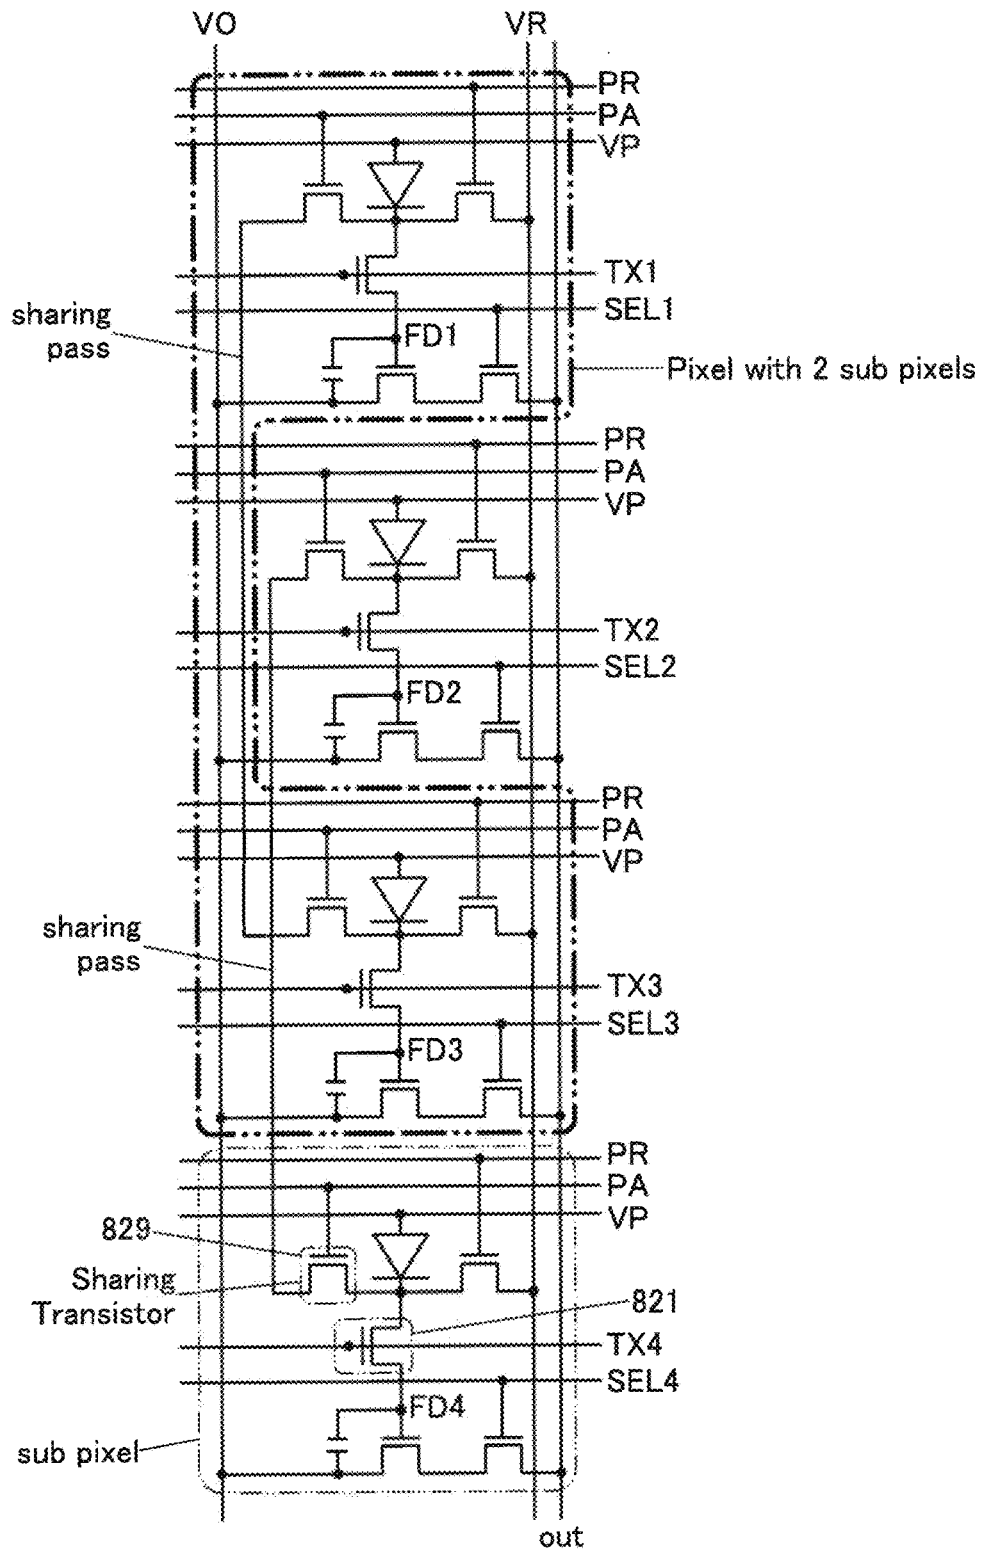 VO VR
PR
PA
VP
TX1
sharing
pass
SEL1
FD1
Pixel with 2 sub pixels
PR
PA
VP
TX2
SEL2
FD2
PR
PA
VP
sharing
pass
TX3
SEL3
FD3
PR
PA
VP
829
Sharing
Transistor
821
TX4
SEL4
FD4
sub pixel
out